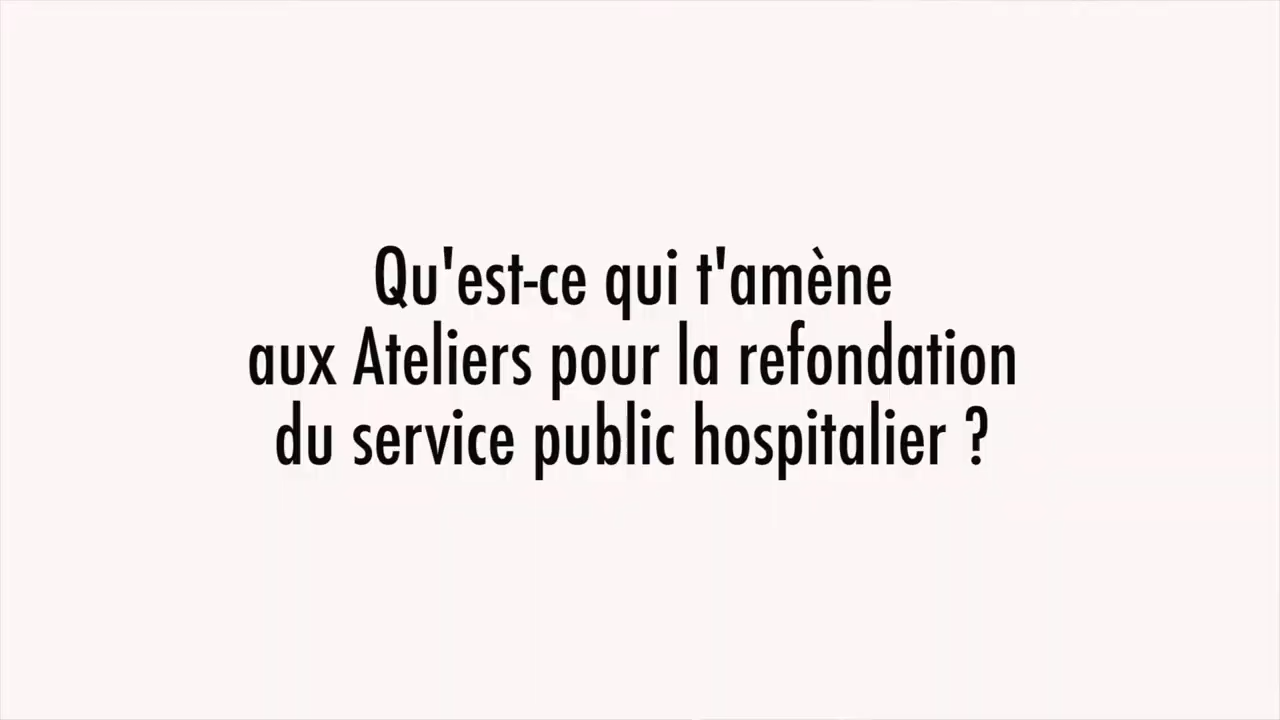 Qu'est-ce qui t'amène
aux Ateliers pour la refondation
du service public hospitalier ?